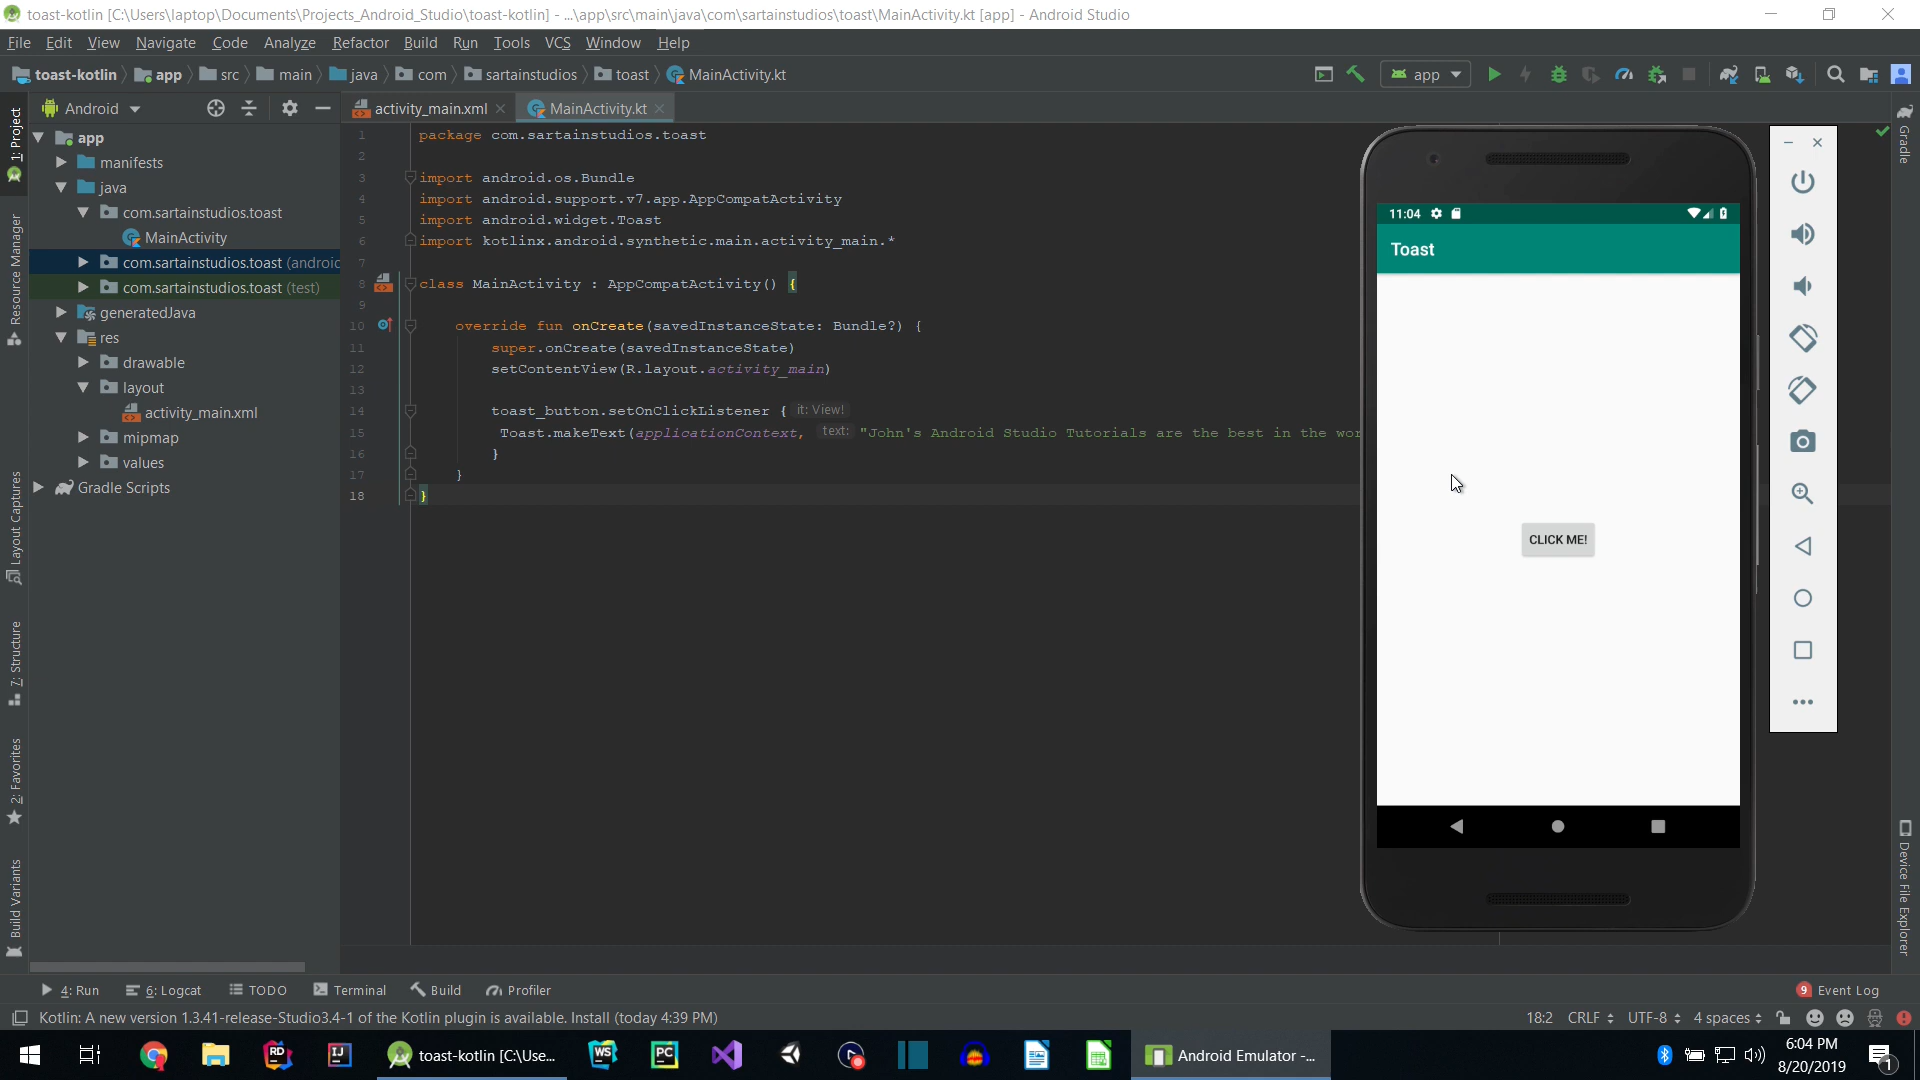 toast-kotlin [C:\Users\laptop\Documents\Projects_Android_Studio\toast-kotlin] - ...\app\src\main\java\com\sartainstudios\toast\MainActivity.kt [app] - Android Studio
File Edit View Navigate Code Analyze Refactor Build Run Tools VCS Window Help
toast-kotlin app src main java com sartainstudios toast MainActivity.kt
app
Android
activity_main.xml
MainActivity.kt
1: Project
Resource Manager
Layout Captures
7: Structure
2: Favorites
Build Variants
app
manifests
java
com.sartainstudios.toast
MainActivity
com.sartainstudios.toast (androic
com.sartainstudios.toast (test)
generatedJava
res
drawable
layout
activity_main.xml
mipmap
values
Gradle Scripts
1 package com.sartainstudios.toast
2
3 import android.os.Bundle
4 import android.support.v7.app.AppCompatActivity
5 import android.widget.Toast
6 import kotlinx.android.synthetic.main.activity_main.*
7
8 class MainActivity : AppCompatActivity() {
9
10 override fun onCreate(savedInstanceState: Bundle?) {
11 super.onCreate(savedInstanceState)
12 setContentView(R.layout.activity_main)
13
14 toast_button.setOnClickListener { it: View!
15 Toast.makeText(applicationContext, text: "John's Android Studio Tutorials are the best in the wor
16 }
17 }
18 }
11:04
Toast
CLICK ME!
Gradle
Device File Explorer
4: Run 6: Logcat TODO Terminal Build Profiler
9 Event Log
Kotlin: A new version 1.3.41-release-Studio3.4-1 of the Kotlin plugin is available. Install (today 4:39 PM)
18:2 CRLF UTF-8 4 spaces
RD
IJ
toast-kotlin [C:\Use...
WS
PC
Android Emulator -...
6:04 PM
8/20/2019
1